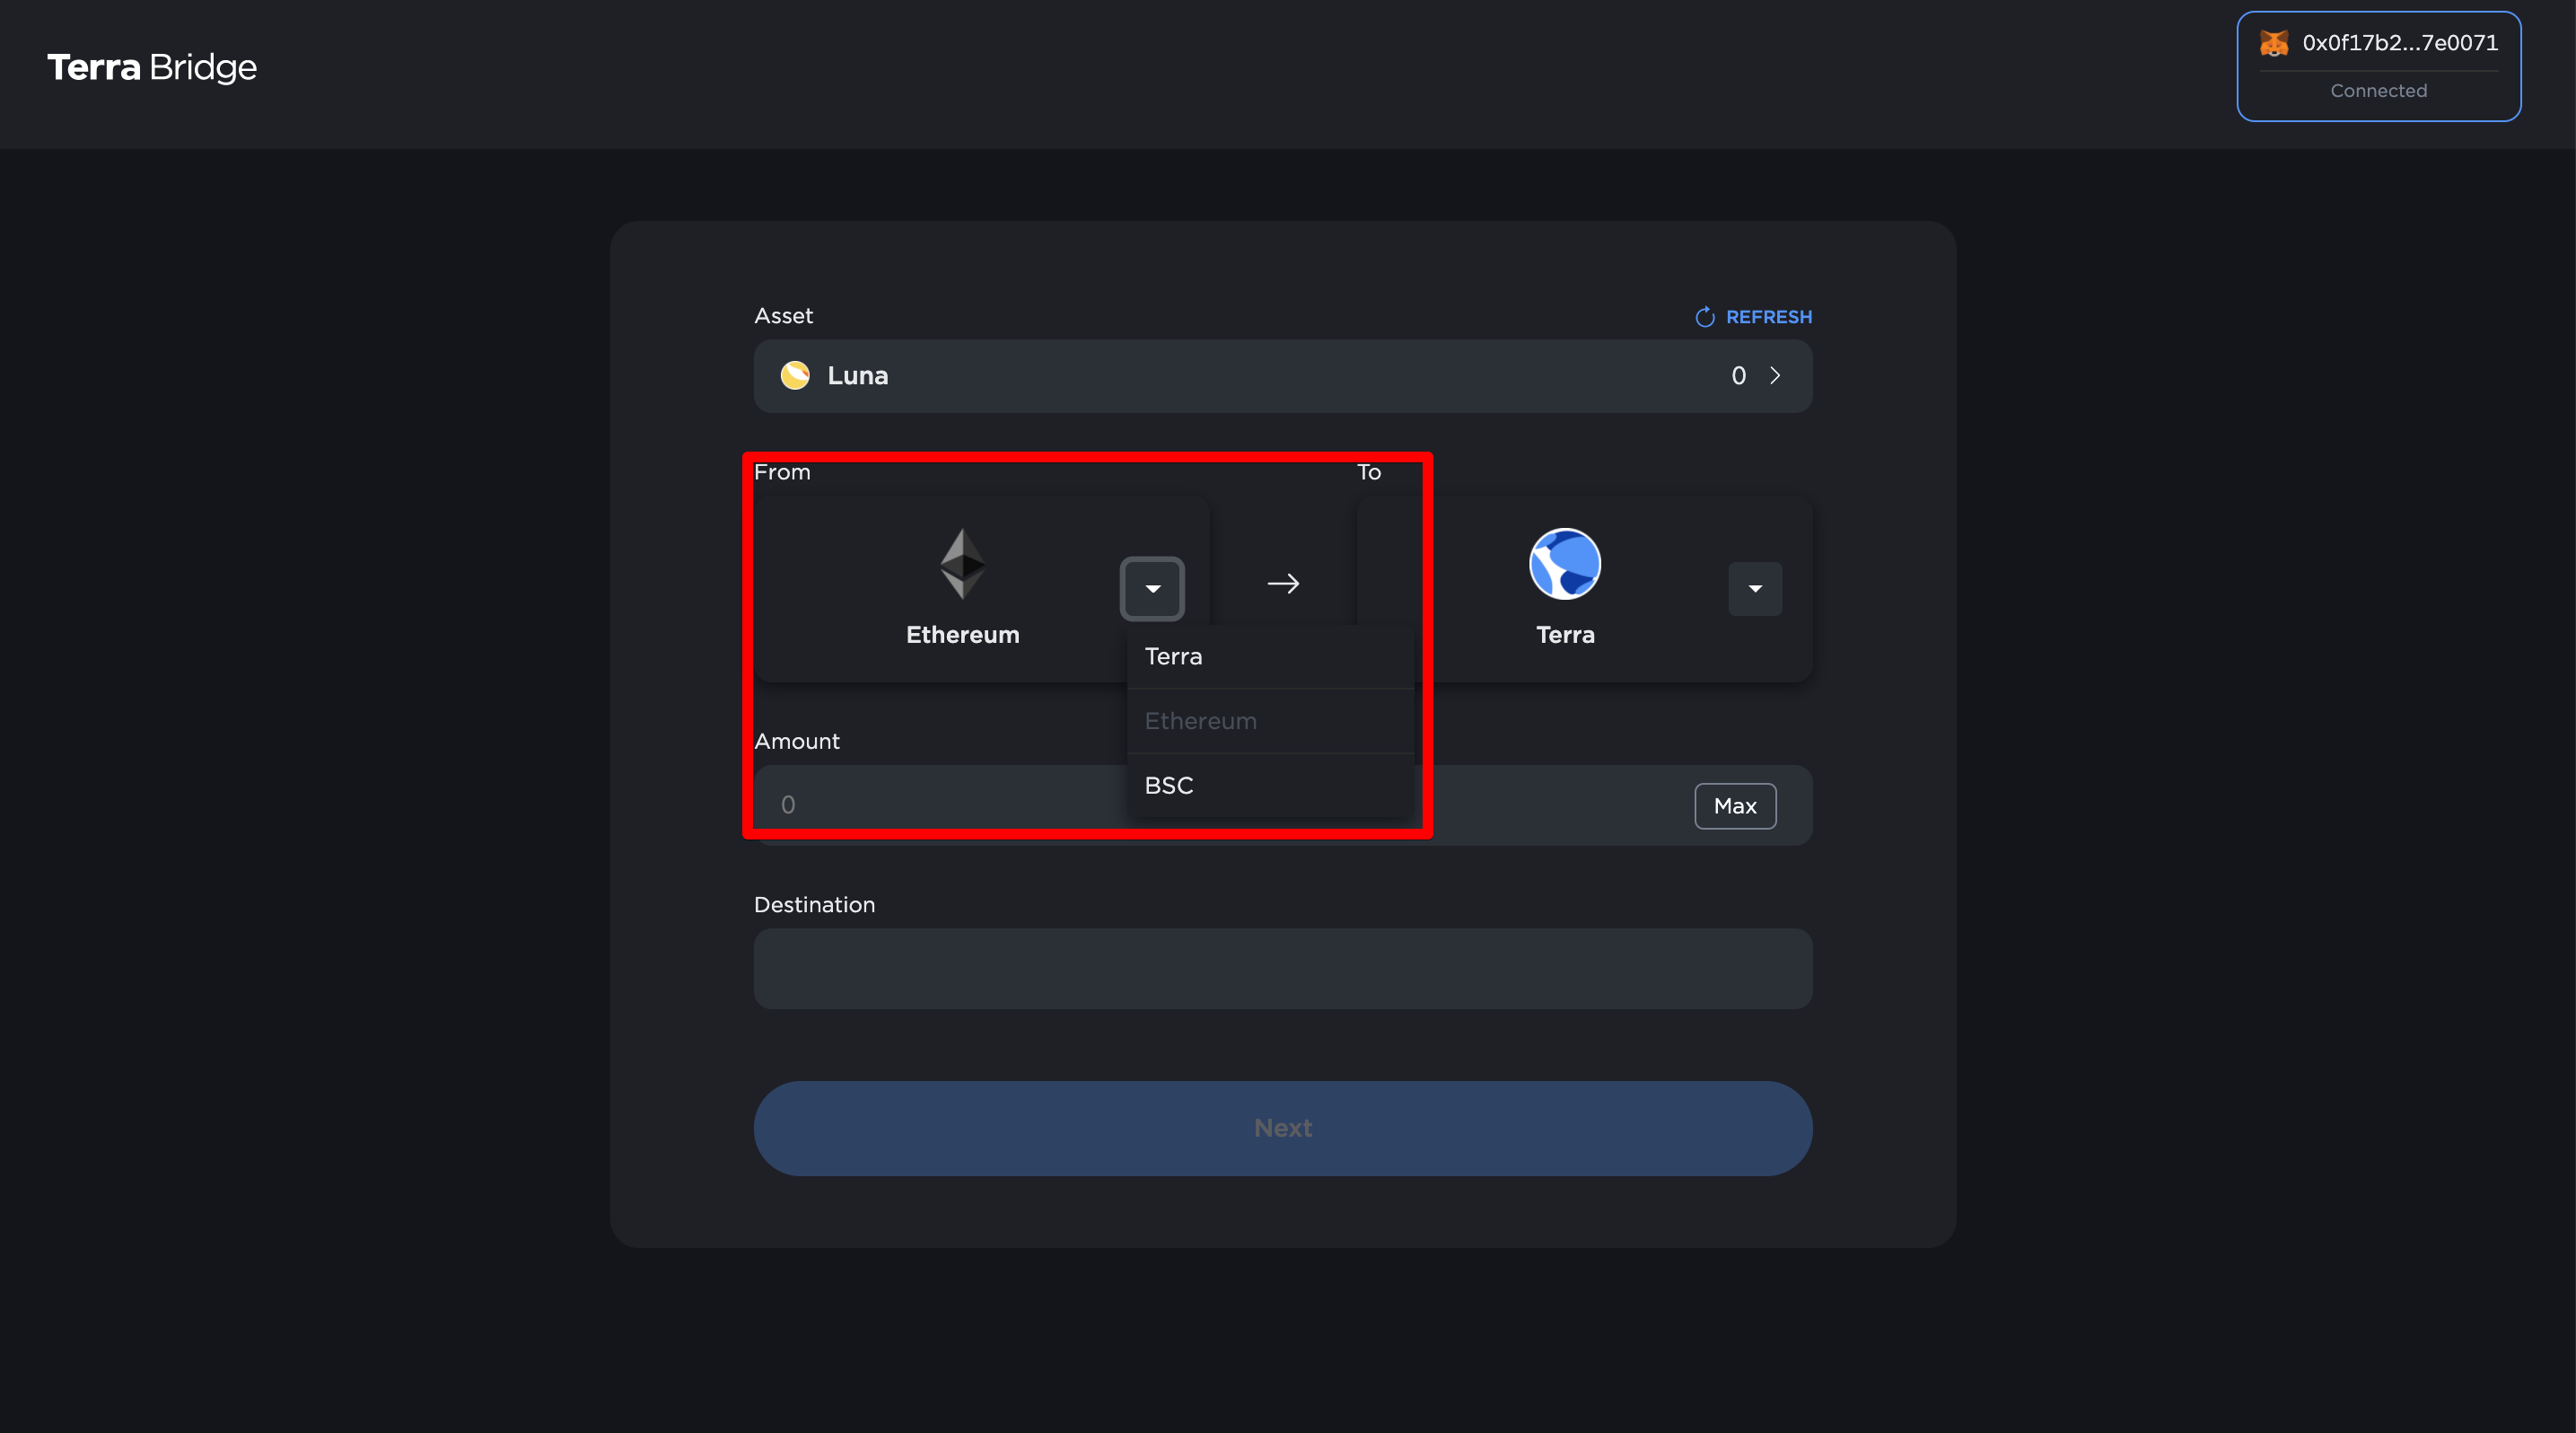 Terra Bridge
0x0f17b2...7e0071
Connected
Asset
REFRESH
Luna
0
From
To
Ethereum
Terra
Terra
Ethereum
BSC
Amount
0
Max
Destination
Next